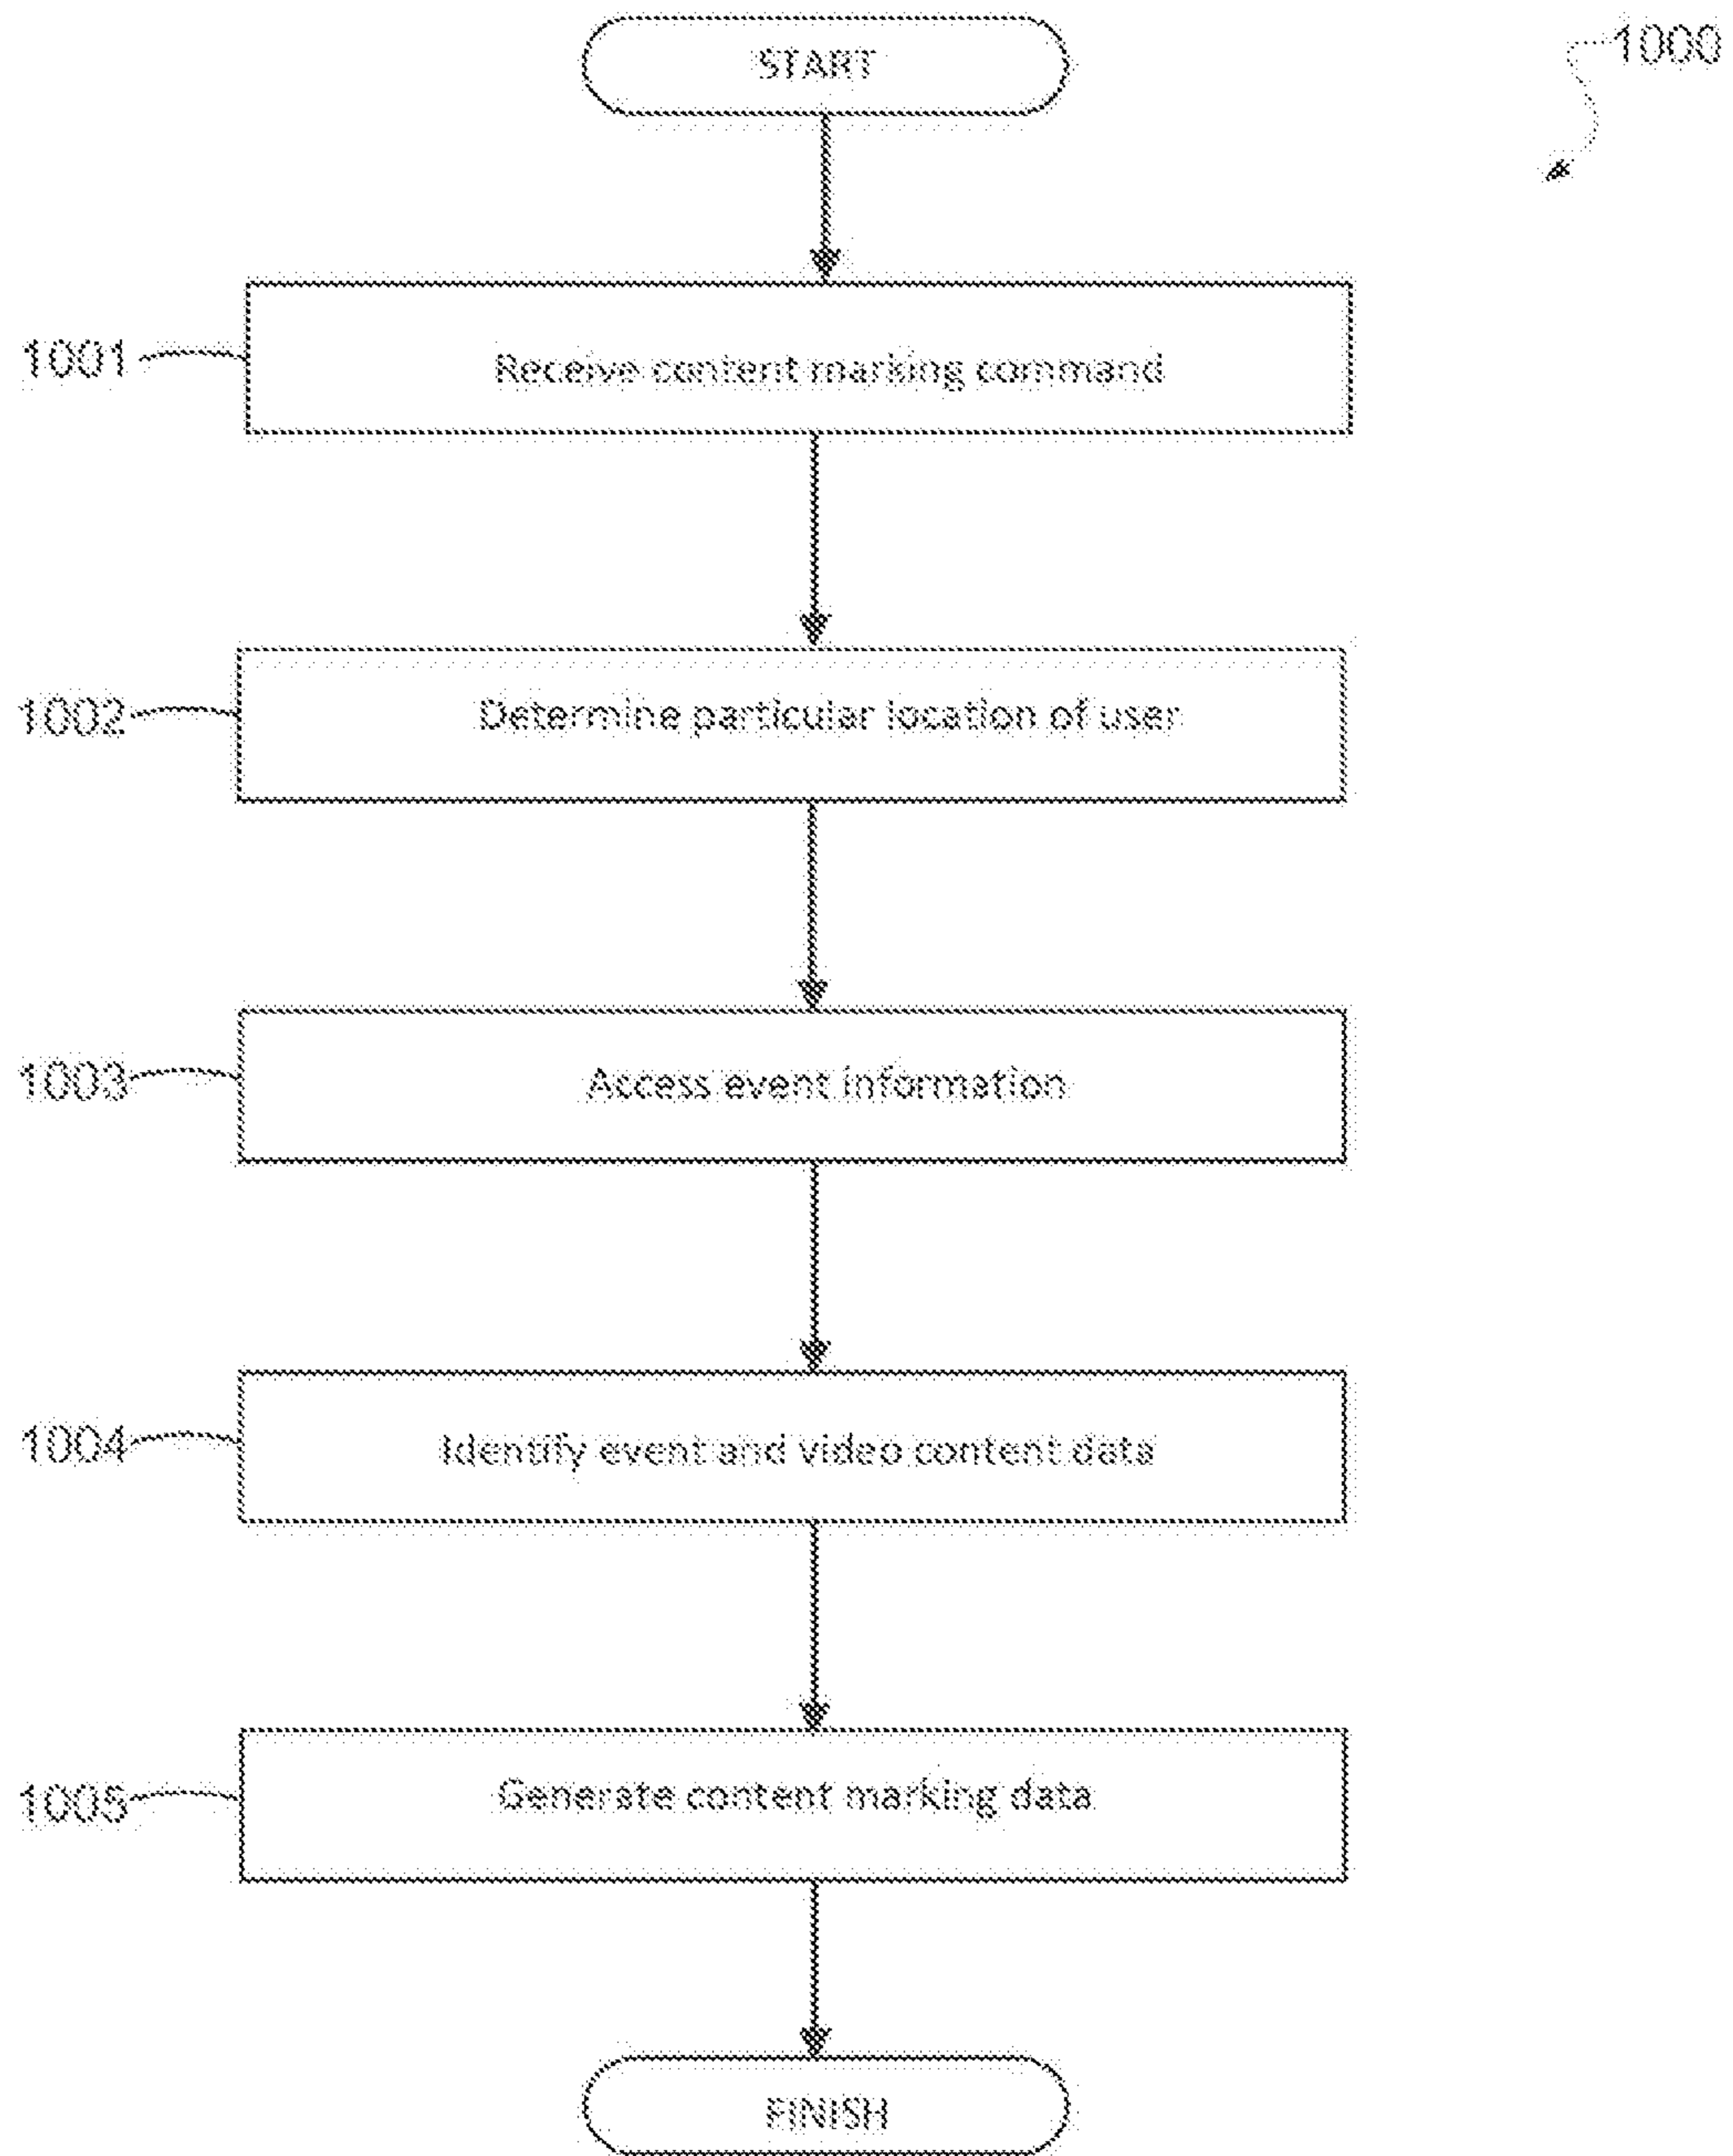 START
1000
1001
Receive content marking command
1002
Determine particular location of user
1003
Access event information
1004
Identify event and video content data
1005
Generate content marking data
FINISH